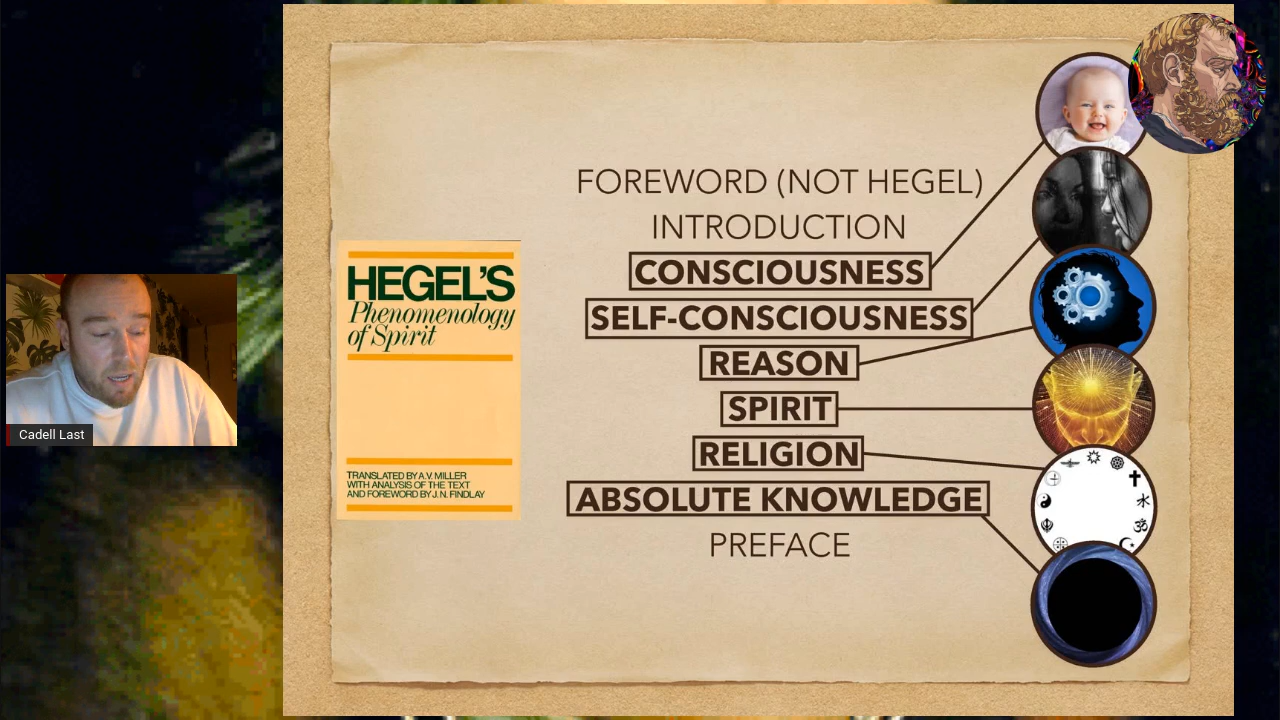 FOREWORD (NOT HEGEL)
INTRODUCTION
CONSCIOUSNESS
SELF-CONSCIOUSNESS
REASON
SPIRIT
RELIGION
ABSOLUTE KNOWLEDGE
PREFACE
HEGEL'S
Phenomenology
of Spirit
TRANSLATED BY A.V. MILLER
WITH ANALYSIS OF THE TEXT
AND FOREWORD BY J. N. FINDLAY
Cadell Last